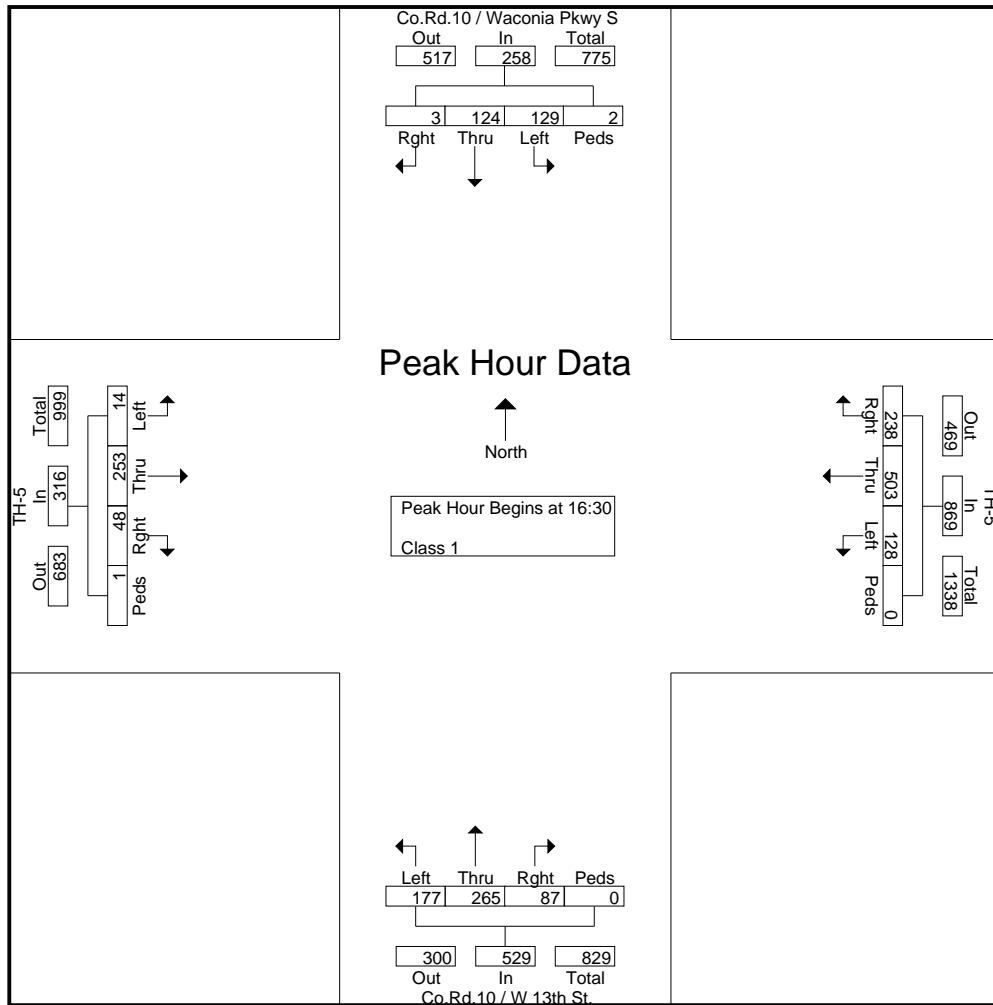 Co.Rd.10 / Waconia Pkwy S
Out In Total
517 258 775
3 124 129 2
Rght Thru Left Peds
Peak Hour Data
North
Peak Hour Begins at 16:30
Class 1
TH-5
Total In Out
999 316 683
14 253 48 1
Left Thru Rght Peds
Rght Thru Left Peds
238 503 128 0
Out In Total
469 869 1338
TH-5
Left Thru Rght Peds
177 265 87 0
300 529 829
Out In Total
Co.Rd.10 / W 13th St.